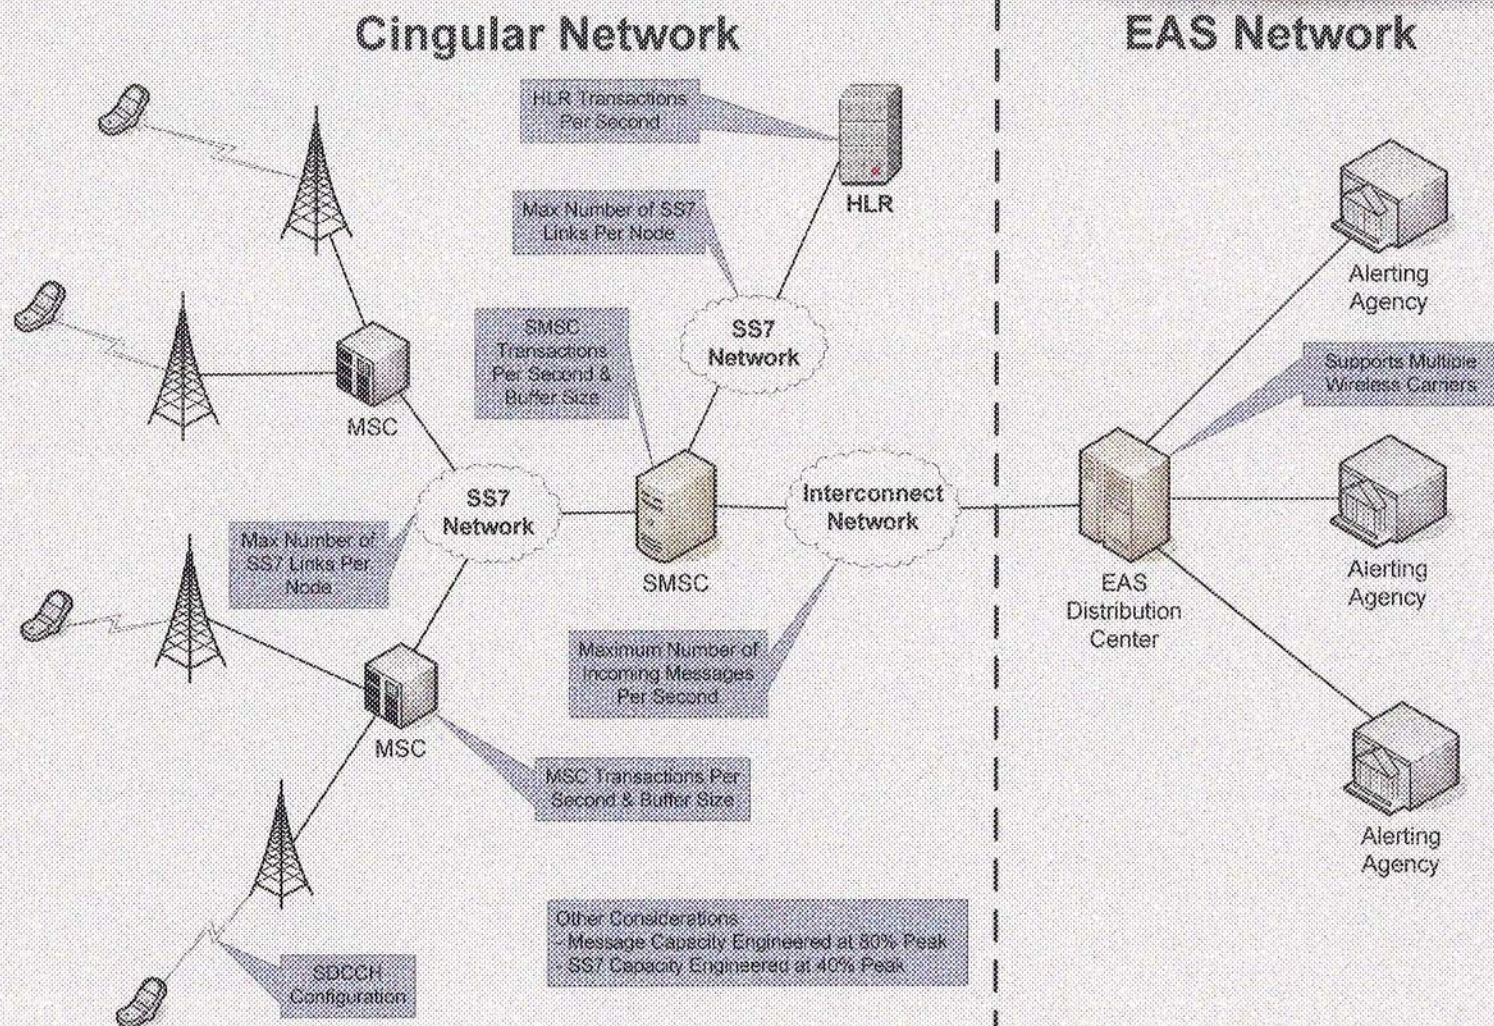 Cingular Network
EAS Network
HLR Transactions
Per Second
HLR
Max Number of SS7
Links Per Node
Alerting
Agency
SS7
Network
SMSC
Transactions
Per Second &
Buffer Size
Supports Multiple
Wireless Carriers
MSC
SS7
Network
Interconnect
Network
Max Number of
SS7 Links Per
Node
SMSC
EAS
Distribution
Center
Alerting
Agency
Maximum Number of
Incoming Messages
Per Second
MSC
MSC Transactions Per
Second & Buffer Size
Alerting
Agency
Other Considerations
- Message Capacity Engineered at 80% Peak
- SS7 Capacity Engineered at 40% Peak
SDCCH
Configuration